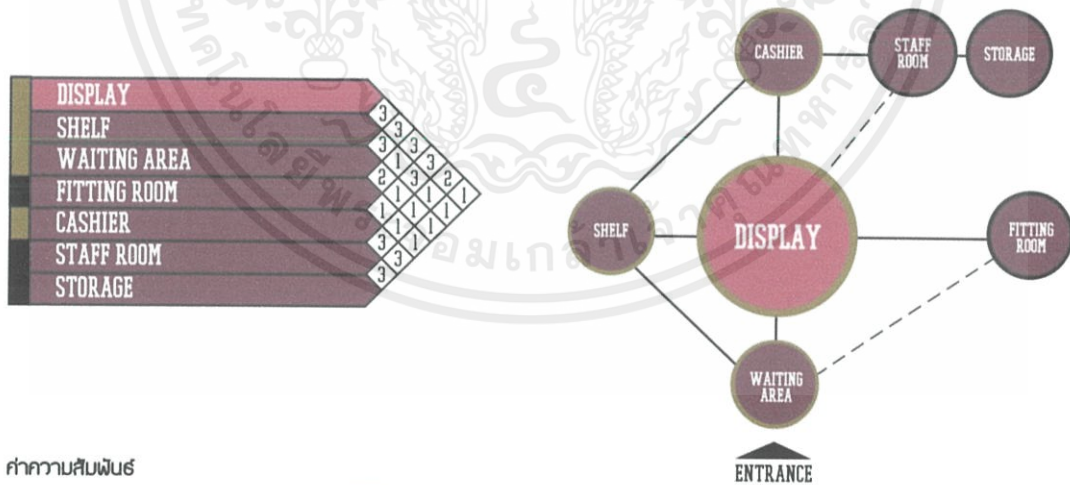 DISPLAY
SHELF
WAITING AREA
FITTING ROOM
CASHIER
STAFF ROOM
STORAGE
3
3 3
3 3
1 3 2
2 3 1
1 1 1
1 1 1
1 1
3 1
3
3
CASHIER
STAFF
ROOM
STORAGE
SHELF
DISPLAY
FITTING
ROOM
WAITING
AREA
ENTRANCE
ค่าความสัมพันธ์